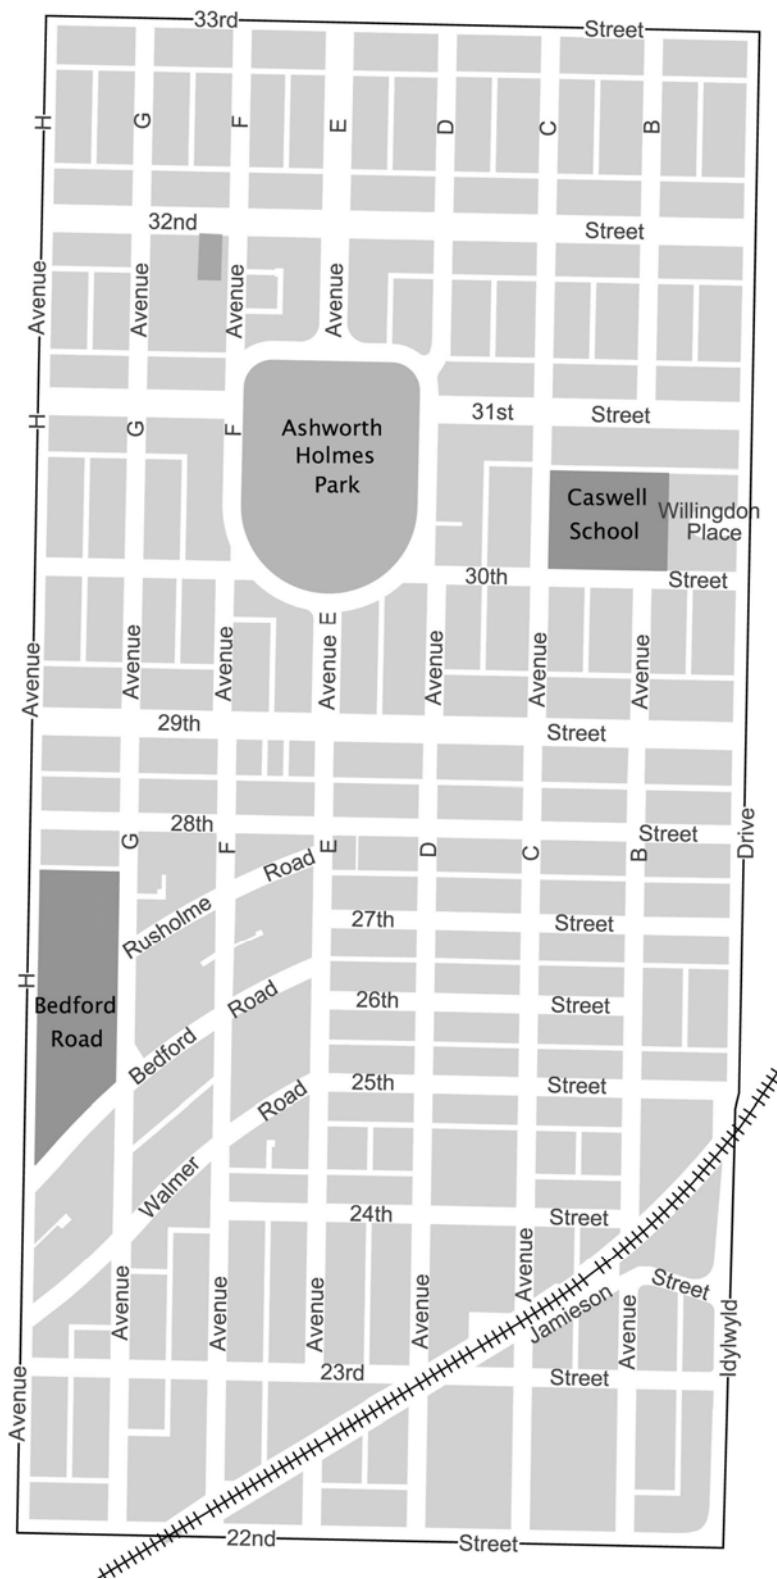 33rd Street
H G F E D C B
32nd Street
Avenue Avenue Avenue Avenue
H G F
Ashworth
Holmes
Park
31st Street
Caswell
School
Willingdon
Place
30th Street
E
Avenue Avenue Avenue Avenue Avenue Avenue Avenue
29th Street
28th Street
Drive
G F E D C B
Rusholme Road
27th Street
H
Bedford
Road
Bedford Road
26th Street
25th Street
Walmer Road
24th Street
Avenue Avenue Avenue Avenue Avenue Avenue
Jamieson Street
Idylwyld
Avenue
23rd Street
22nd Street